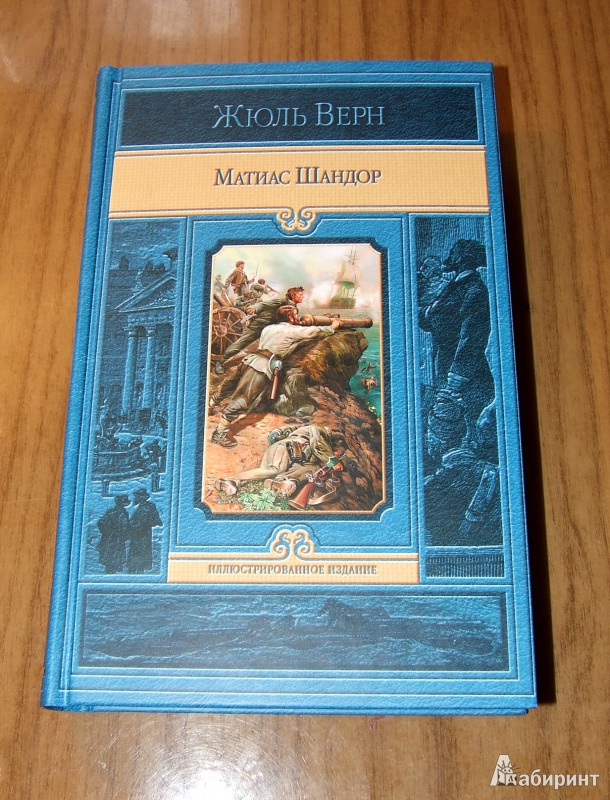 Жюль Верн
Матиас Шандор
ИЛЛЮСТРИРОВАННОЕ ИЗДАНИЕ
Лабиринт